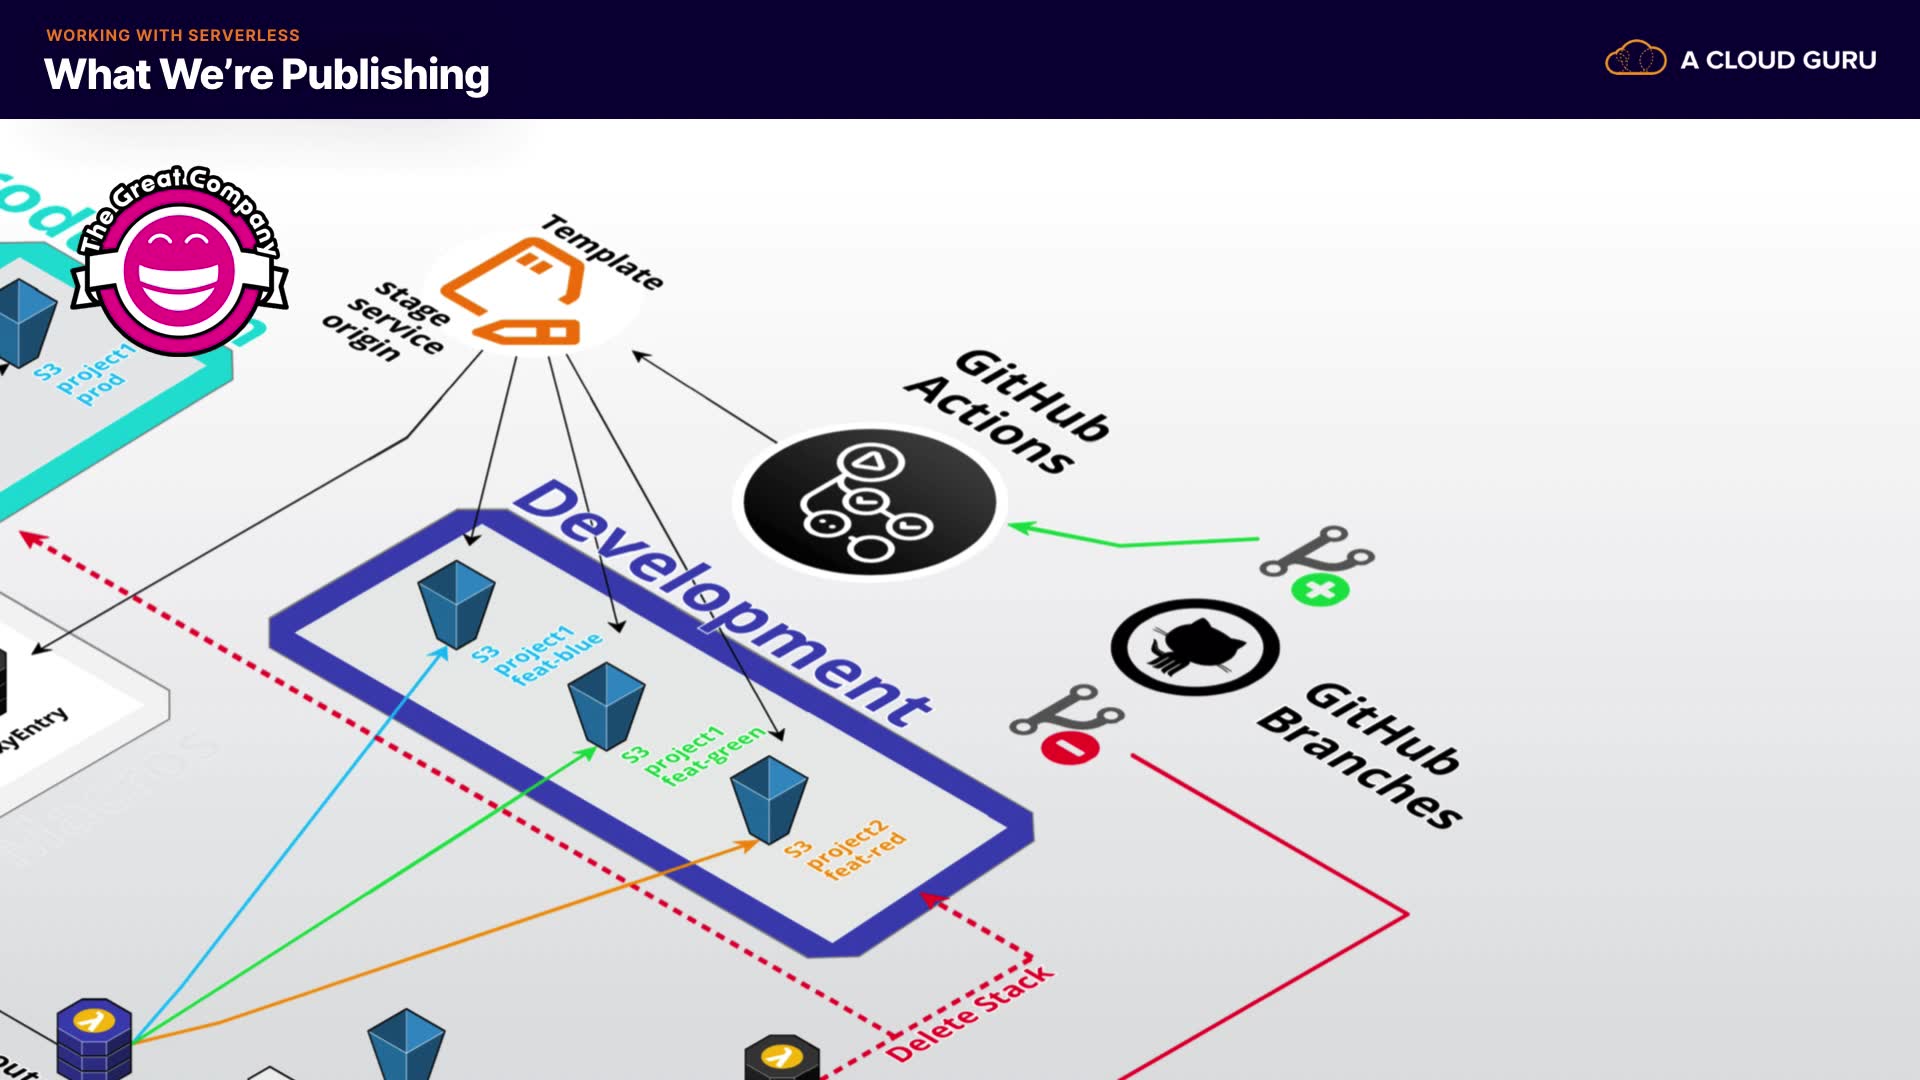 WORKING WITH SERVERLESS
What We're Publishing
A CLOUD GURU
The Great Company
Template
stage
service
origin
S3
project1
prod
GitHub
Actions
Development
S3
project1
feat-blue
S3
project1
feat-green
S3
project2
feat-red
GitHub
Branches
Delete Stack